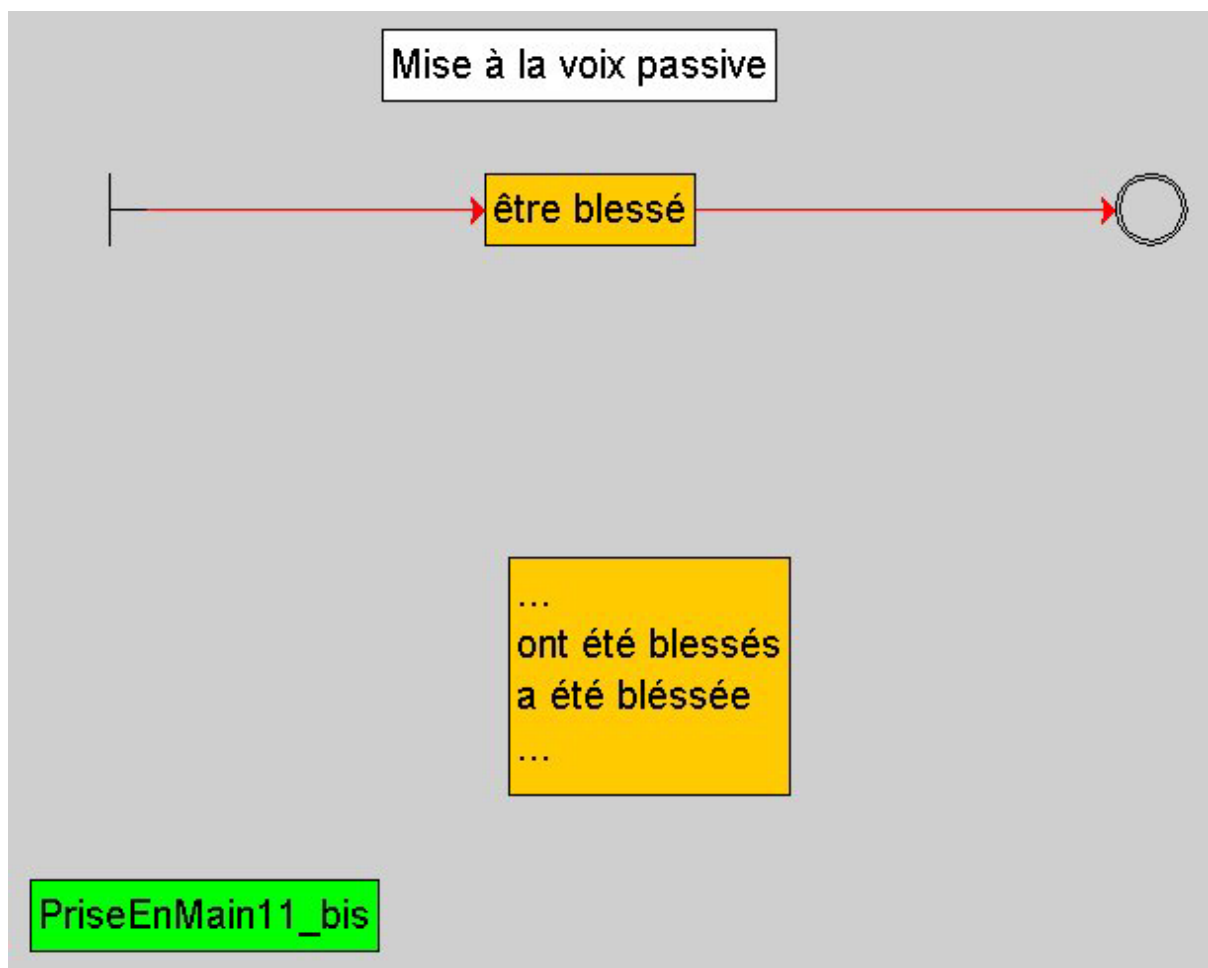 Mise à la voix passive
être blessé
...
ont été blessés
a été bléssée
...
PriseEnMain11_bis